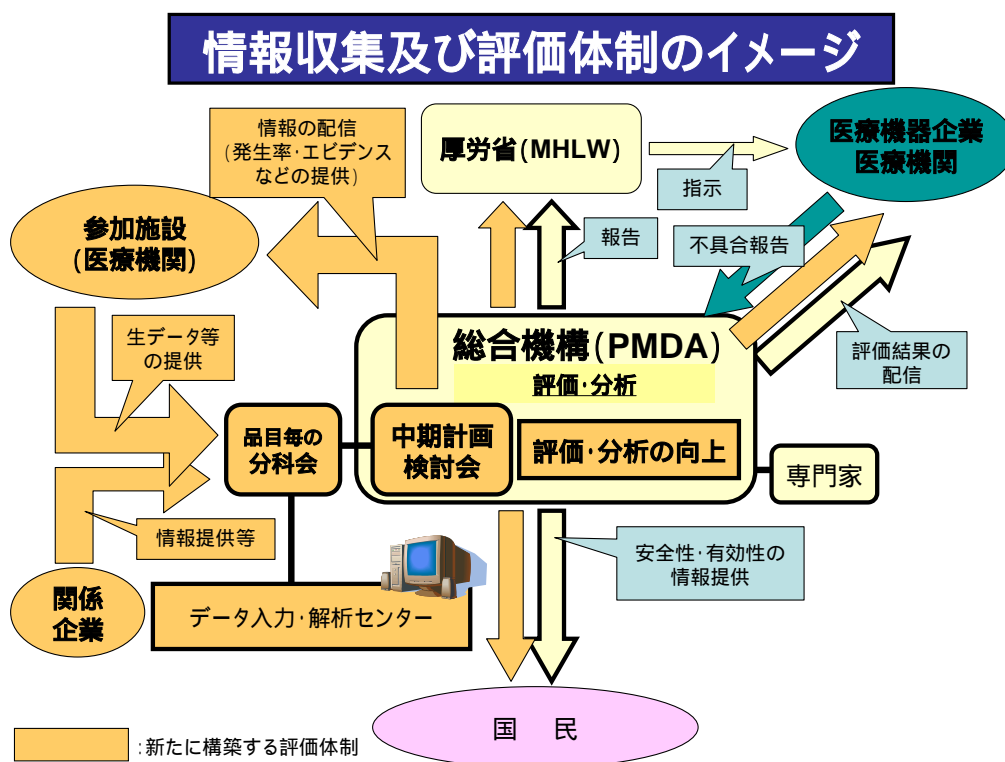 情報収集及び評価体制のイメージ
情報の配信
(発生率・エビデンス
などの提供)
厚労省(MHLW)
医療機器企業
医療機関
指示
参加施設
(医療機関)
報告
不具合報告
生データ等
の提供
総合機構(PMDA)
評価・分析
評価結果の
配信
品目毎の
分科会
中期計画
検討会
評価・分析の向上
専門家
情報提供等
安全性・有効性の
情報提供
関係
企業
データ入力・解析センター
国 民
:新たに構築する評価体制